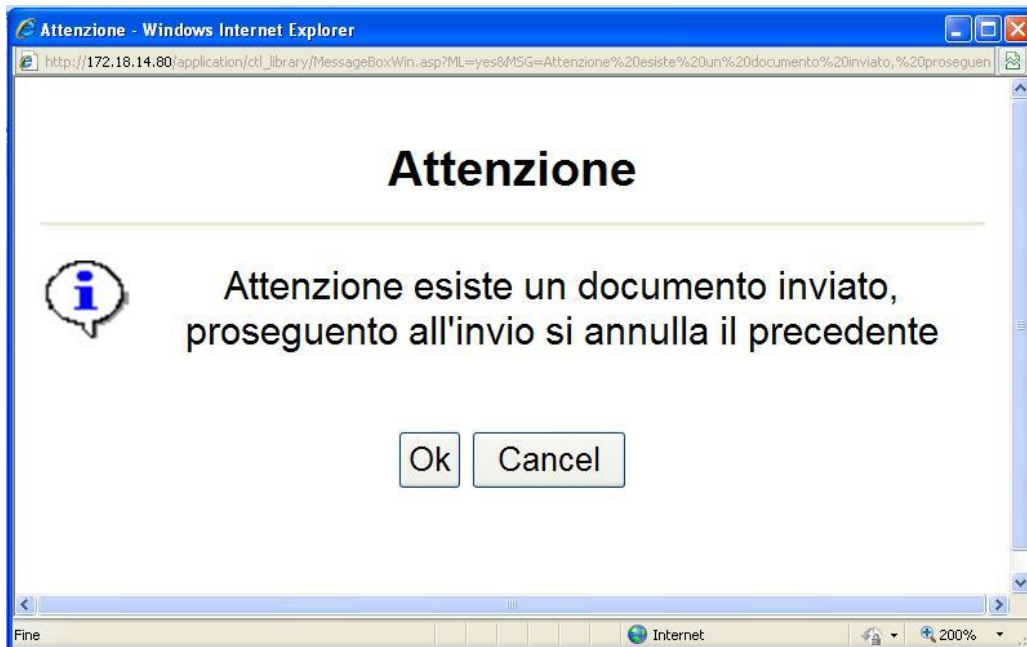 Attenzione - Windows Internet Explorer
http://172.18.14.80/application/ctl_library/MessageBoxWin.asp?ML=yes&MSG=Attenzione%20esiste%20un%20documento%20inviato,%20proseguen
Attenzione
Attenzione esiste un documento inviato,
proseguento all'invio si annulla il precedente
Ok Cancel
Fine Internet 200%